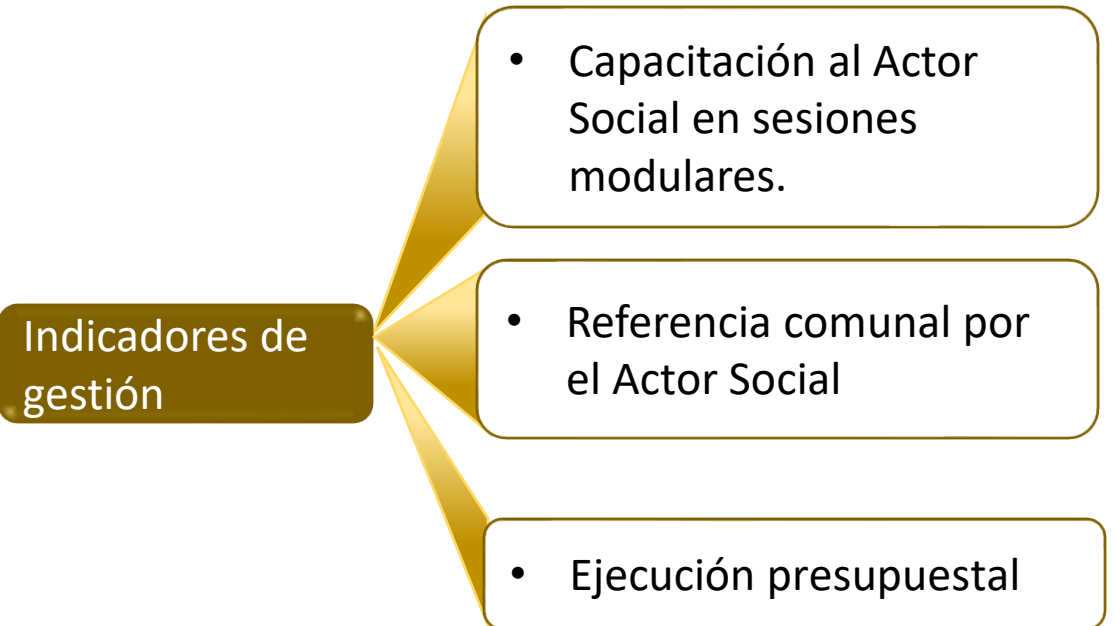 Indicadores de
gestión
• Capacitación al Actor
Social en sesiones
modulares.
• Referencia comunal por
el Actor Social
• Ejecución presupuestal